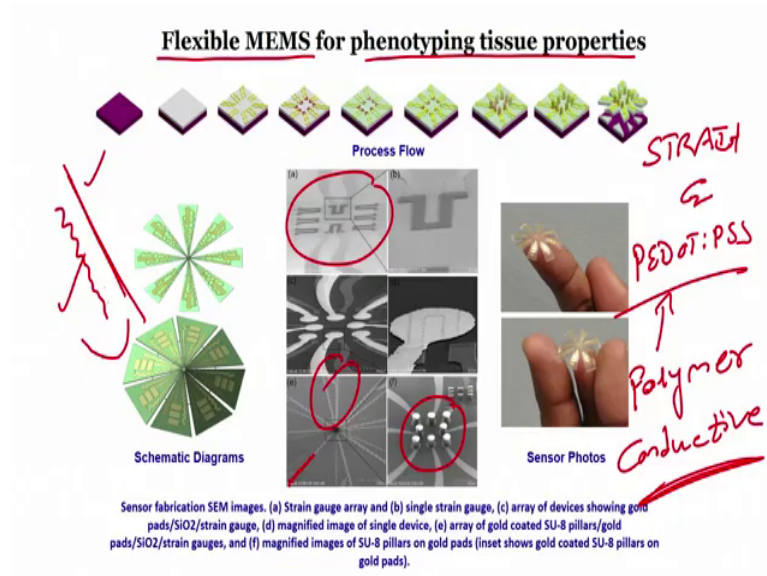 Flexible MEMS for phenotyping tissue properties
Process Flow
(a)
(b)
(e)
(f)
STRAIN
PEDOT:PSS
Polymer
Conductive
Schematic Diagrams
Sensor Photos
Sensor fabrication SEM images. (a) Strain gauge array and (b) single strain gauge, (c) array of devices showing gold
pads/SiO2/strain gauge, (d) magnified image of single device, (e) array of gold coated SU-8 pillars/gold
pads/SiO2/strain gauges, and (f) magnified images of SU-8 pillars on gold pads (inset shows gold coated SU-8 pillars on
gold pads).